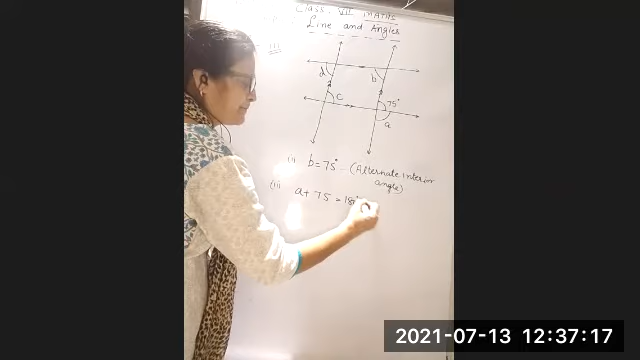 Class - VII MATHS
Line and Angles
d
b
c
75°
a
(i) b = 75° (Alternate interior
angle)
(ii) a + 75 = 180
2021-07-13 12:37:17